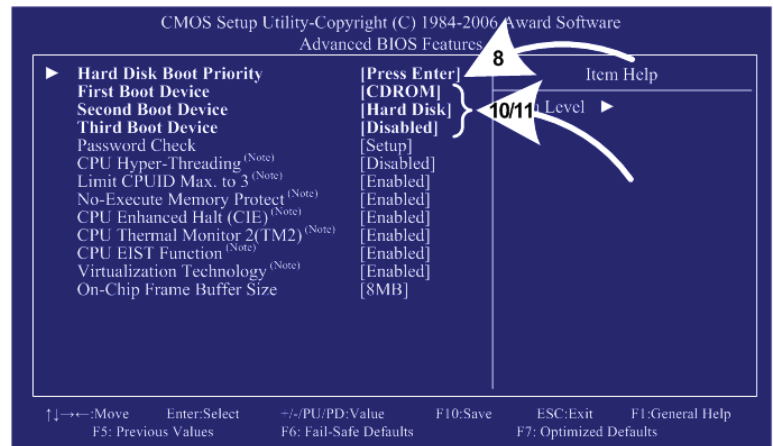 CMOS Setup Utility-Copyright (C) 1984-2006 Award Software
Advanced BIOS Features
8
▶ Hard Disk Boot Priority [Press Enter] Item Help
First Boot Device [CDROM]
Second Boot Device [Hard Disk] 10/11 Level ▶
Third Boot Device [Disabled]
Password Check [Setup]
CPU Hyper-Threading (Note) [Disabled]
Limit CPUID Max. to 3 (Note) [Enabled]
No-Execute Memory Protect (Note) [Enabled]
CPU Enhanced Halt (CIE) (Note) [Enabled]
CPU Thermal Monitor 2(TM2) (Note) [Enabled]
CPU EIST Function (Note) [Enabled]
Virtualization Technology (Note) [Enabled]
On-Chip Frame Buffer Size [8MB]
↑↓→←:Move Enter:Select +/-/PU/PD:Value F10:Save ESC:Exit F1:General Help
F5: Previous Values F6: Fail-Safe Defaults F7: Optimized Defaults